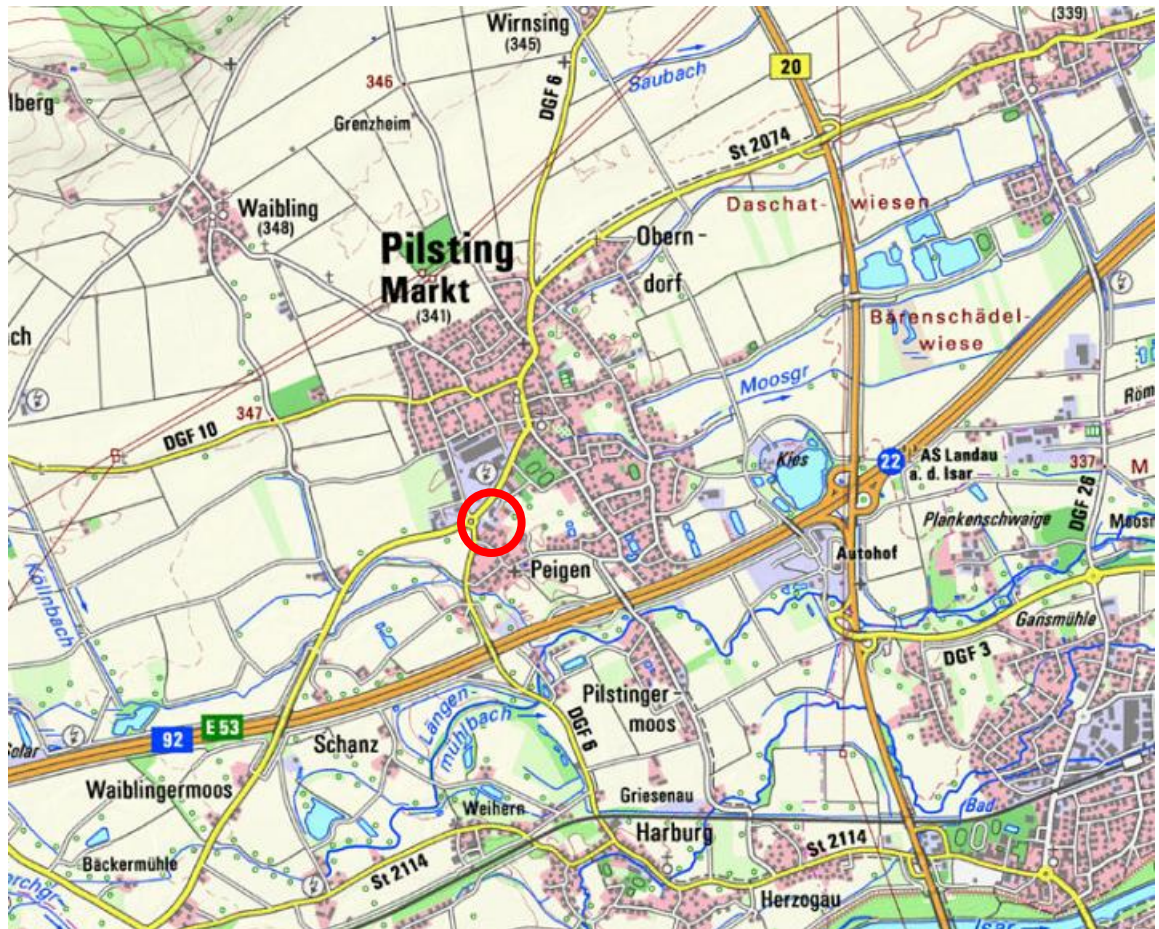 Wirnsing
(345)
(339)
20
346
DGF 6
Saubach
lberg
Grenzheim
St 2074
Waibling
(348)
Daschat- wiesen
Pilsting
Markt
(341)
Obern-
dorf
ch
Bärenschädel-
wiese
Moosgr
347
DGF 10
Röm
Kies
22
AS Landau
a. d. Isar
337
M
DGF 26
Plankenschwaige
Moosm
Autohof
Peigen
Köllnbach
Gansmühle
DGF 3
Pilstinger-
moos
Längen-
mühlbach
DGF 6
E 53
92
Solar
Schanz
Waiblingermoos
Weihern
Griesenau
Bad
Harburg
St 2114
Bäckermühle
St 2114
Herzogau
Isar